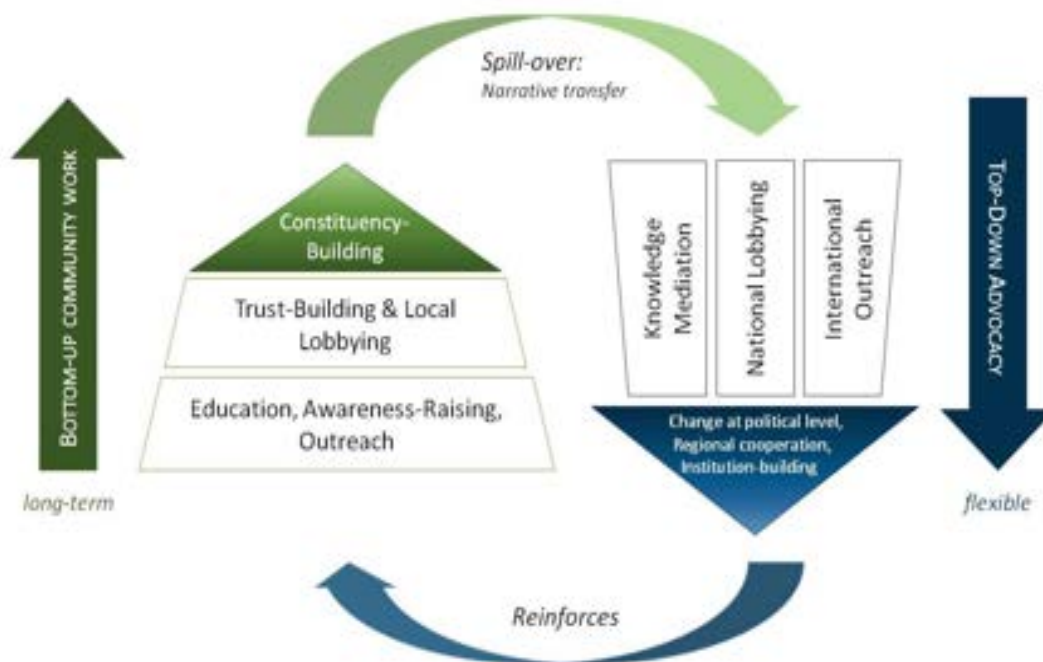 Spill-over:
Narrative transfer
BOTTOM-UP COMMUNITY WORK
long-term
Constituency-
Building
Trust-Building & Local
Lobbying
Education, Awareness-Raising,
Outreach
Knowledge
Mediation
National Lobbying
International
Outreach
Change at political level,
Regional cooperation,
Institution-building
TOP-DOWN ADVOCACY
flexible
Reinforces